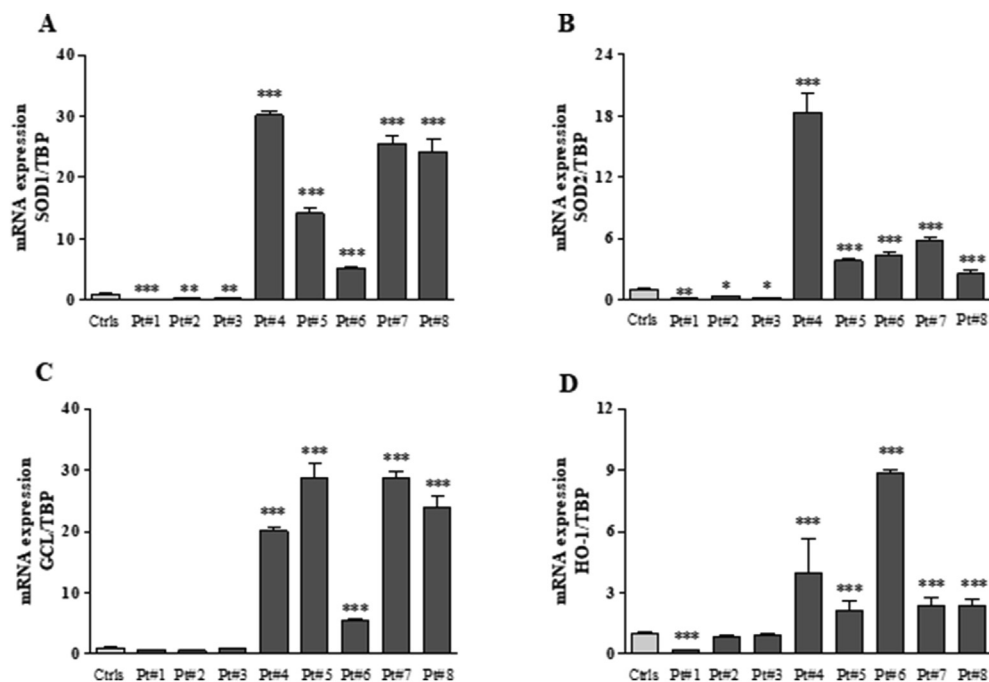 A
mRNA expression
SOD1/TBP
40
30
20
10
0
*** ** ** *** *** *** *** ***
Ctrls Pt#1 Pt#2 Pt#3 Pt#4 Pt#5 Pt#6 Pt#7 Pt#8
B
mRNA expression
SOD2/TBP
24
18
12
6
0
** * * *** *** *** *** ***
Ctrls Pt#1 Pt#2 Pt#3 Pt#4 Pt#5 Pt#6 Pt#7 Pt#8
C
mRNA expression
GCL/TBP
40
30
20
10
0
*** *** *** *** ***
Ctrls Pt#1 Pt#2 Pt#3 Pt#4 Pt#5 Pt#6 Pt#7 Pt#8
D
mRNA expression
HO-1/TBP
12
9
6
3
0
*** *** *** *** *** ***
Ctrls Pt#1 Pt#2 Pt#3 Pt#4 Pt#5 Pt#6 Pt#7 Pt#8